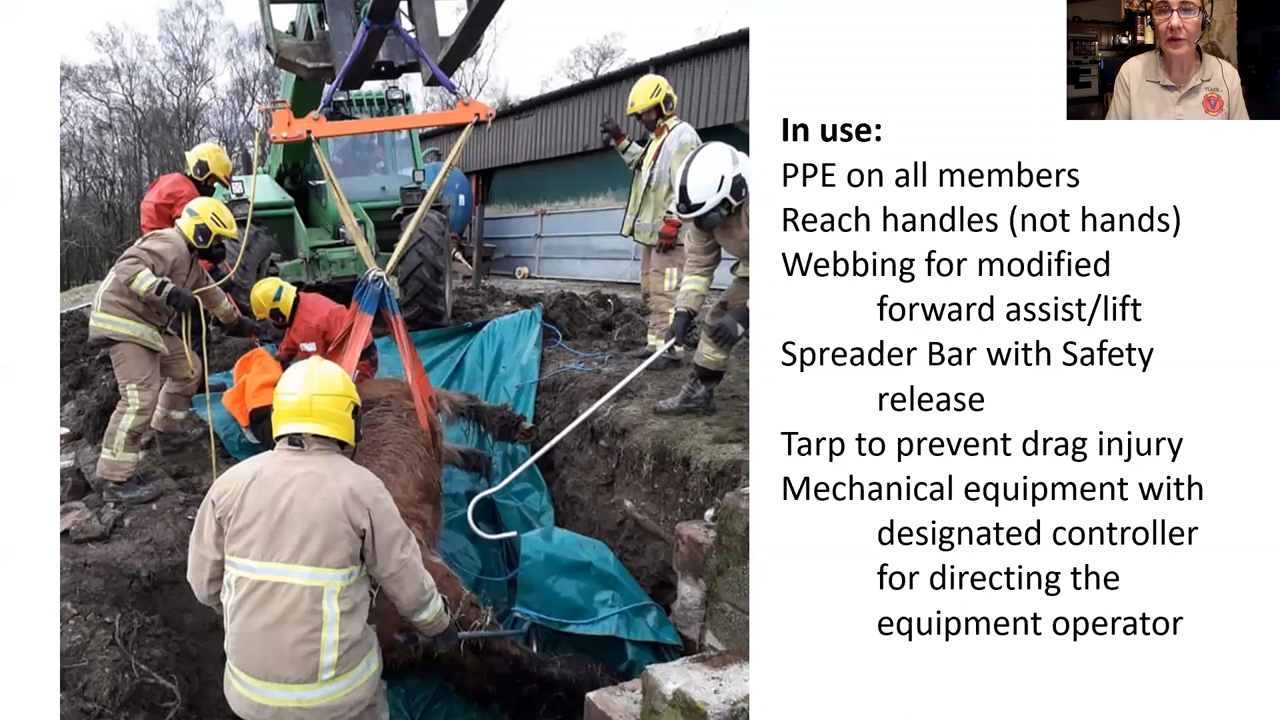 In use:
PPE on all members
Reach handles (not hands)
Webbing for modified
forward assist/lift
Spreader Bar with Safety
release
Tarp to prevent drag injury
Mechanical equipment with
designated controller
for directing the
equipment operator